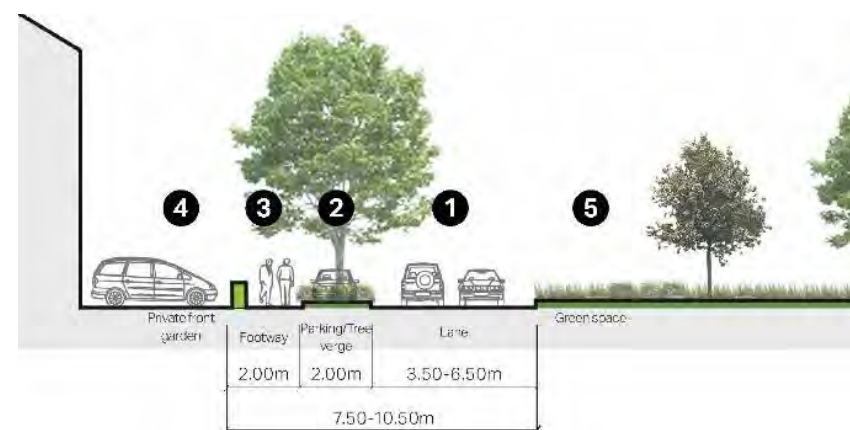 4 3 2 1 5
Private front
garden
Footway
Parking/Tree
verge
Lane
Green space
2.00m 2.00m 3.50-6.50m
7.50-10.50m